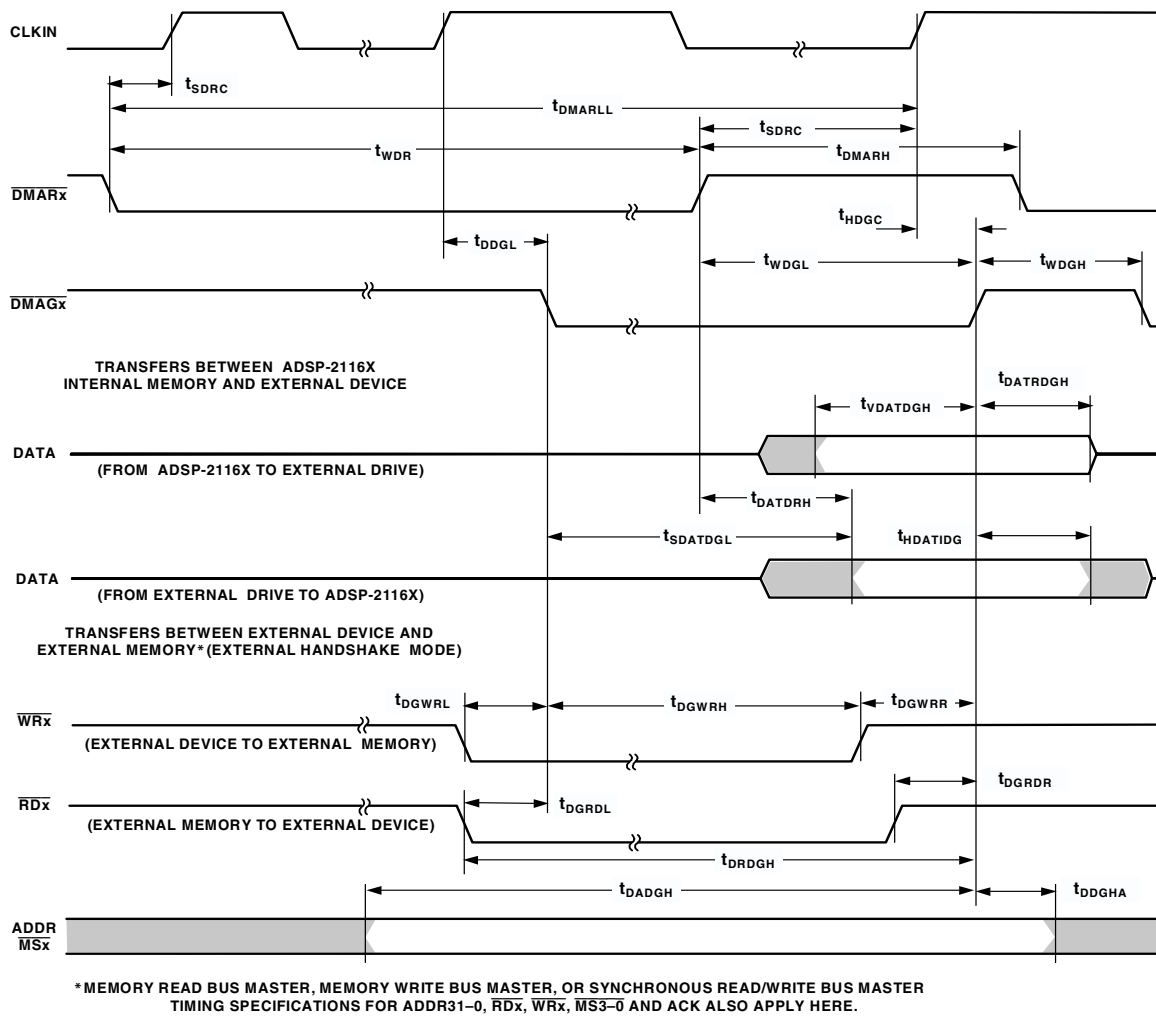 CLKIN
tSDRC
tDMARLL
tSDRC
tWDR
tDMARH
DMARx
tHDGC
tDDGL
tWDGL
tWDGH
DMAGx
TRANSFERS BETWEEN ADSP-2116X
INTERNAL MEMORY AND EXTERNAL DEVICE
tDATRDGH
tVDATDGH
DATA
(FROM ADSP-2116X TO EXTERNAL DRIVE)
tDATDRH
tSDATDGL
tHDATIDG
DATA
(FROM EXTERNAL DRIVE TO ADSP-2116X)
TRANSFERS BETWEEN EXTERNAL DEVICE AND
EXTERNAL MEMORY* (EXTERNAL HANDSHAKE MODE)
tDGWRL
tDGWRH
tDGWRR
WRx
(EXTERNAL DEVICE TO EXTERNAL MEMORY)
tDGRDR
RDx
tDGRDL
(EXTERNAL MEMORY TO EXTERNAL DEVICE)
tDRDGH
tDADGH
tDDGHA
ADDR
MSx
*MEMORY READ BUS MASTER, MEMORY WRITE BUS MASTER, OR SYNCHRONOUS READ/WRITE BUS MASTER
TIMING SPECIFICATIONS FOR ADDR31–0, RDx, WRx, MS3–0 AND ACK ALSO APPLY HERE.